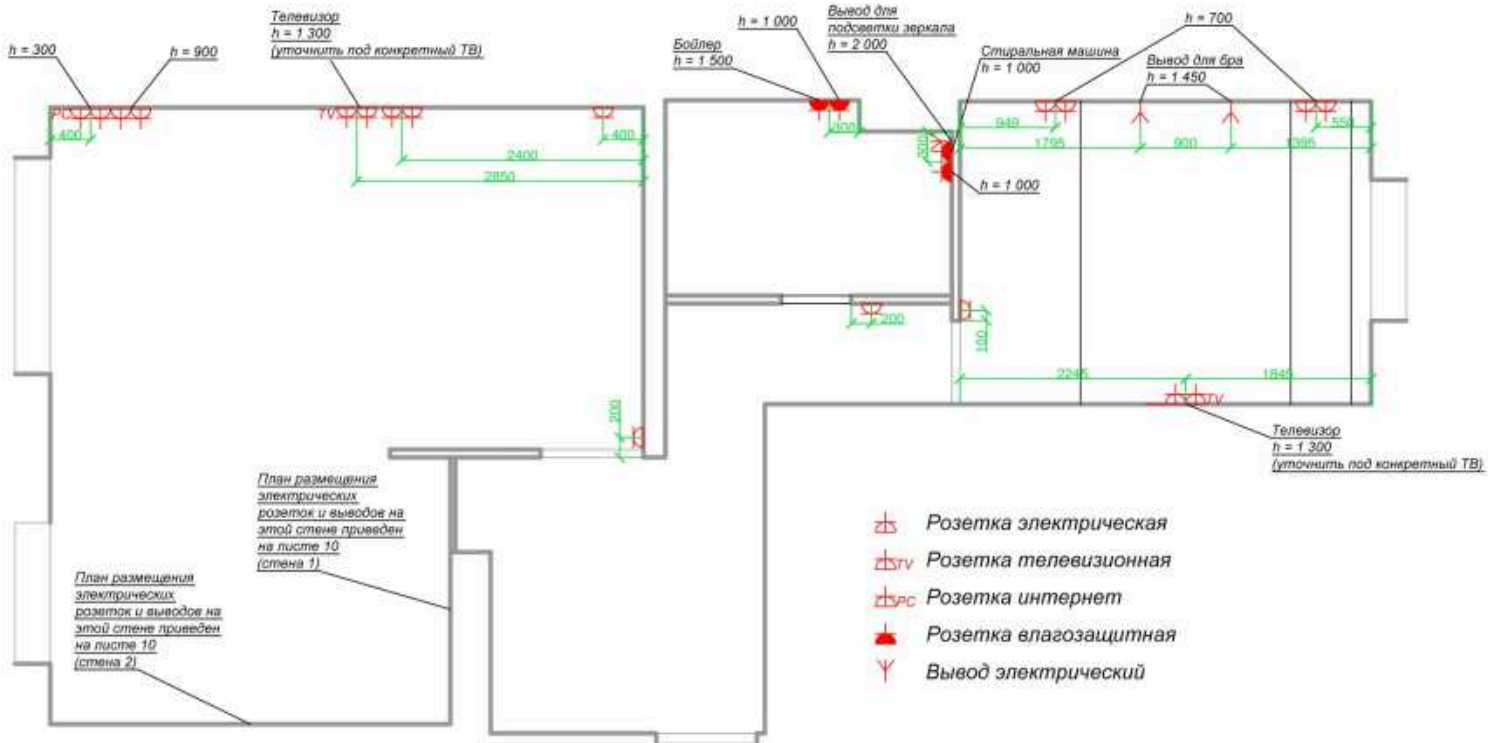 Телевизор
h = 1 300
(уточнить под конкретный ТВ)
h = 300
h = 900
h = 1 000
Бойлер
h = 1 500
Вывод для
подсветки зеркала
h = 2 000
Стиральная машина
h = 1 000
h = 700
Вывод для бра
h = 1 450
PC
TV
400
400
2400
2850
300
300
h = 1 000
949
550
1795
900
1395
200
100
2245
1845
TV
200
Телевизор
h = 1 300
(уточнить под конкретный ТВ)
План размещения
электрических
розеток и выводов на
этой стене приведен
на листе 10
(стена 1)
План размещения
электрических
розеток и выводов на
этой стене приведен
на листе 10
(стена 2)
Розетка электрическая
TV Розетка телевизионная
PC Розетка интернет
Розетка влагозащитная
Вывод электрический